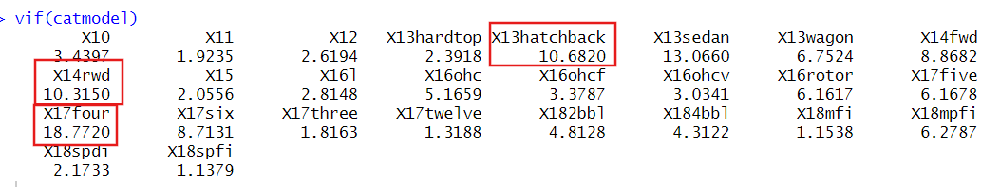 > vif(catmodel)
X10 X11 X12 X13hardtop X13hatchback X13sedan X13wagon X14fwd
3.4397 1.9235 2.6194 2.3918 10.6820 13.0660 6.7524 8.8682
X14rwd X15 X16l X16ohc X16ohcf X16ohcv X16rotor X17five
10.3150 2.0556 2.8148 5.1659 3.3787 3.0341 6.1617 6.1678
X17four X17six X17three X17twelve X182bbl X184bbl X18mfi X18mpfi
18.7720 8.7131 1.8163 1.3188 4.8128 4.3122 1.1538 6.2787
X18spdi X18spfi
2.1733 1.1379